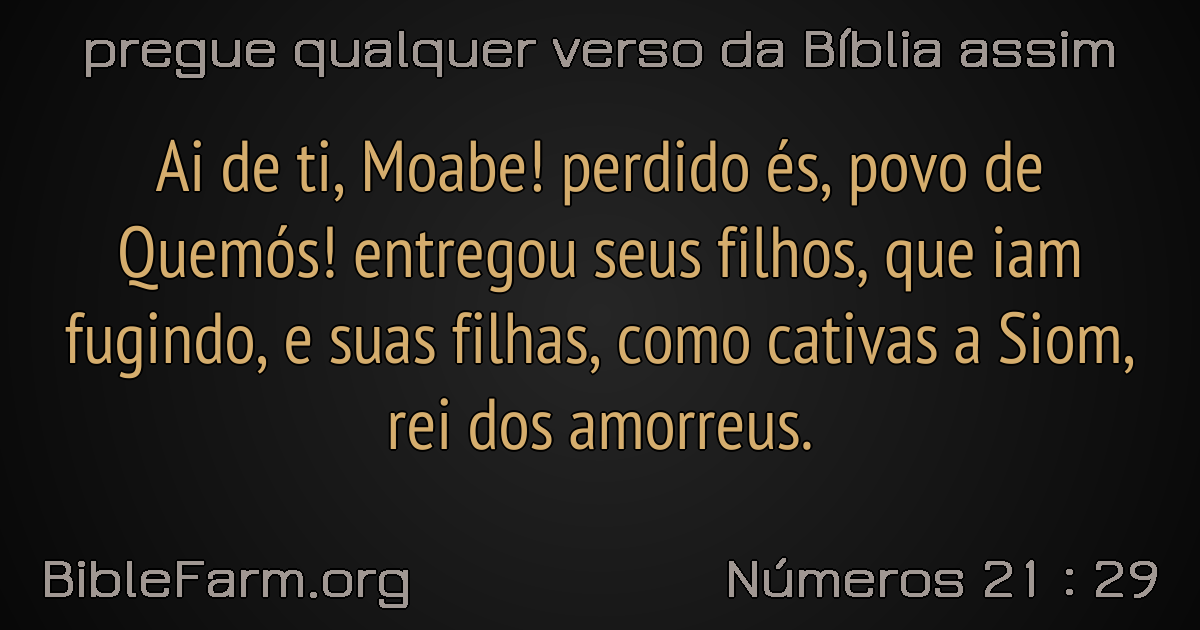 pregue qualquer verso da Bíblia assim
Ai de ti, Moabe! perdido és, povo de
Quemós! entregou seus filhos, que iam
fugindo, e suas filhas, como cativas a Siom,
rei dos amorreus.
BibleFarm.org
Números 21 : 29